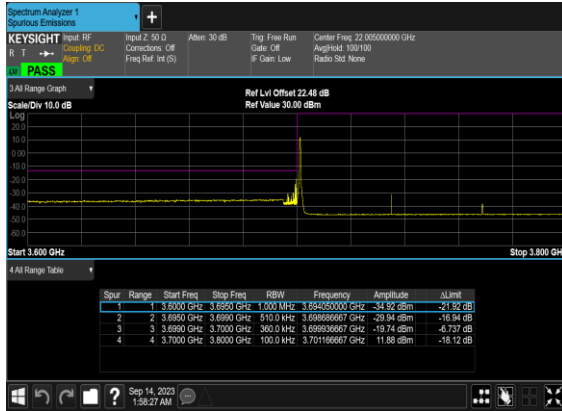 Spectrum Analyzer 1
Spurious Emissions
+
KEYSIGHT Input: RF Input Z: 50 Ω Atten: 30 dB Trig: Free Run Center Freq: 22.005000000 GHz
R T Coupling: DC Corrections: Off Gate: Off Avg|Hold: 100/100
Align: Off Freq Ref: Int (S) IF Gain: Low Radio Std: None
PASS
3 All Range Graph
Ref Lvl Offset 22.48 dB
Scale/Div 10.0 dB Ref Value 30.00 dBm
Log
20.0
10.0
0.00
-10.0
-20.0
-30.0
-40.0
-50.0
-60.0
Start 3.600 GHz Stop 3.800 GH
4 All Range Table
Spur Range Start Freq Stop Freq RBW Frequency Amplitude ΔLimit
1 1 3.6000 GHz 3.6950 GHz 1.000 MHz 3.694050000 GHz -34.92 dBm -21.92 dB
2 2 3.6950 GHz 3.6990 GHz 510.0 kHz 3.698686667 GHz -29.94 dBm -16.94 dB
3 3 3.6990 GHz 3.7000 GHz 360.0 kHz 3.699936667 GHz -19.74 dBm -6.737 dB
4 4 3.7000 GHz 3.8000 GHz 100.0 kHz 3.701166667 GHz 11.88 dBm -18.12 dB
? Sep 14, 2023
1:58:27 AM